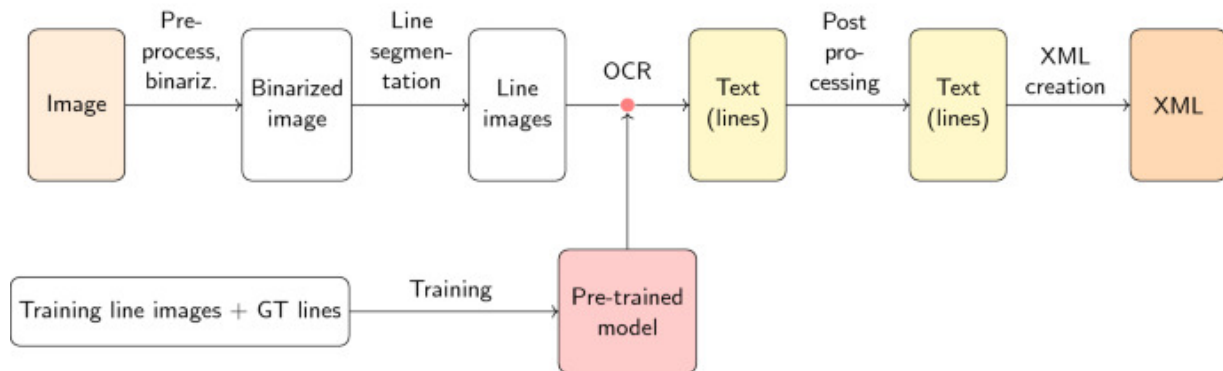 Image
Pre-
process,
binariz.
Binarized
image
Line
segmen-
tation
Line
images
OCR
Text
(lines)
Post
pro-
cessing
Text
(lines)
XML
creation
XML
Training line images + GT lines
Training
Pre-trained
model